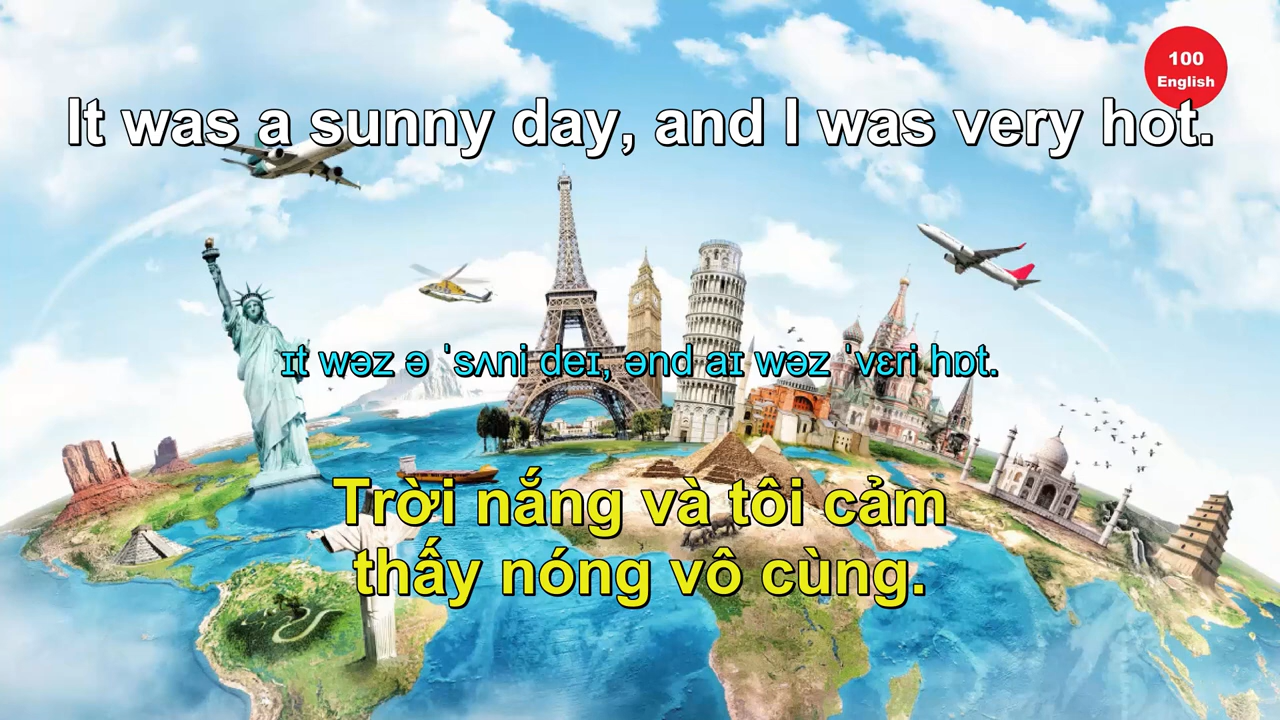 100
English
It was a sunny day, and I was very hot.
ɪt wəz ə ˈsʌni deɪ, ənd aɪ wəz ˈvɛri hɒt.
Trời nắng và tôi cảm
thấy nóng vô cùng.